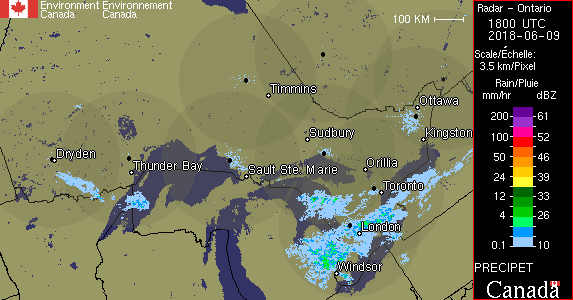 Environment Environnement
Canada Canada
100 KM
Timmins
Ottawa
Sudbury
Kingston
Dryden
Thunder Bay
Sault Ste. Marie
Orillia
Toronto
London
Windsor
Radar - Ontario
1800 UTC
2018-06-09
Scale/Échelle:
3.5 km/Pixel
Rain/Pluie
mm/hr dBZ
200 61
100 52
50 46
24 39
12 33
4 26
0.1 10
PRECIPET
Canada